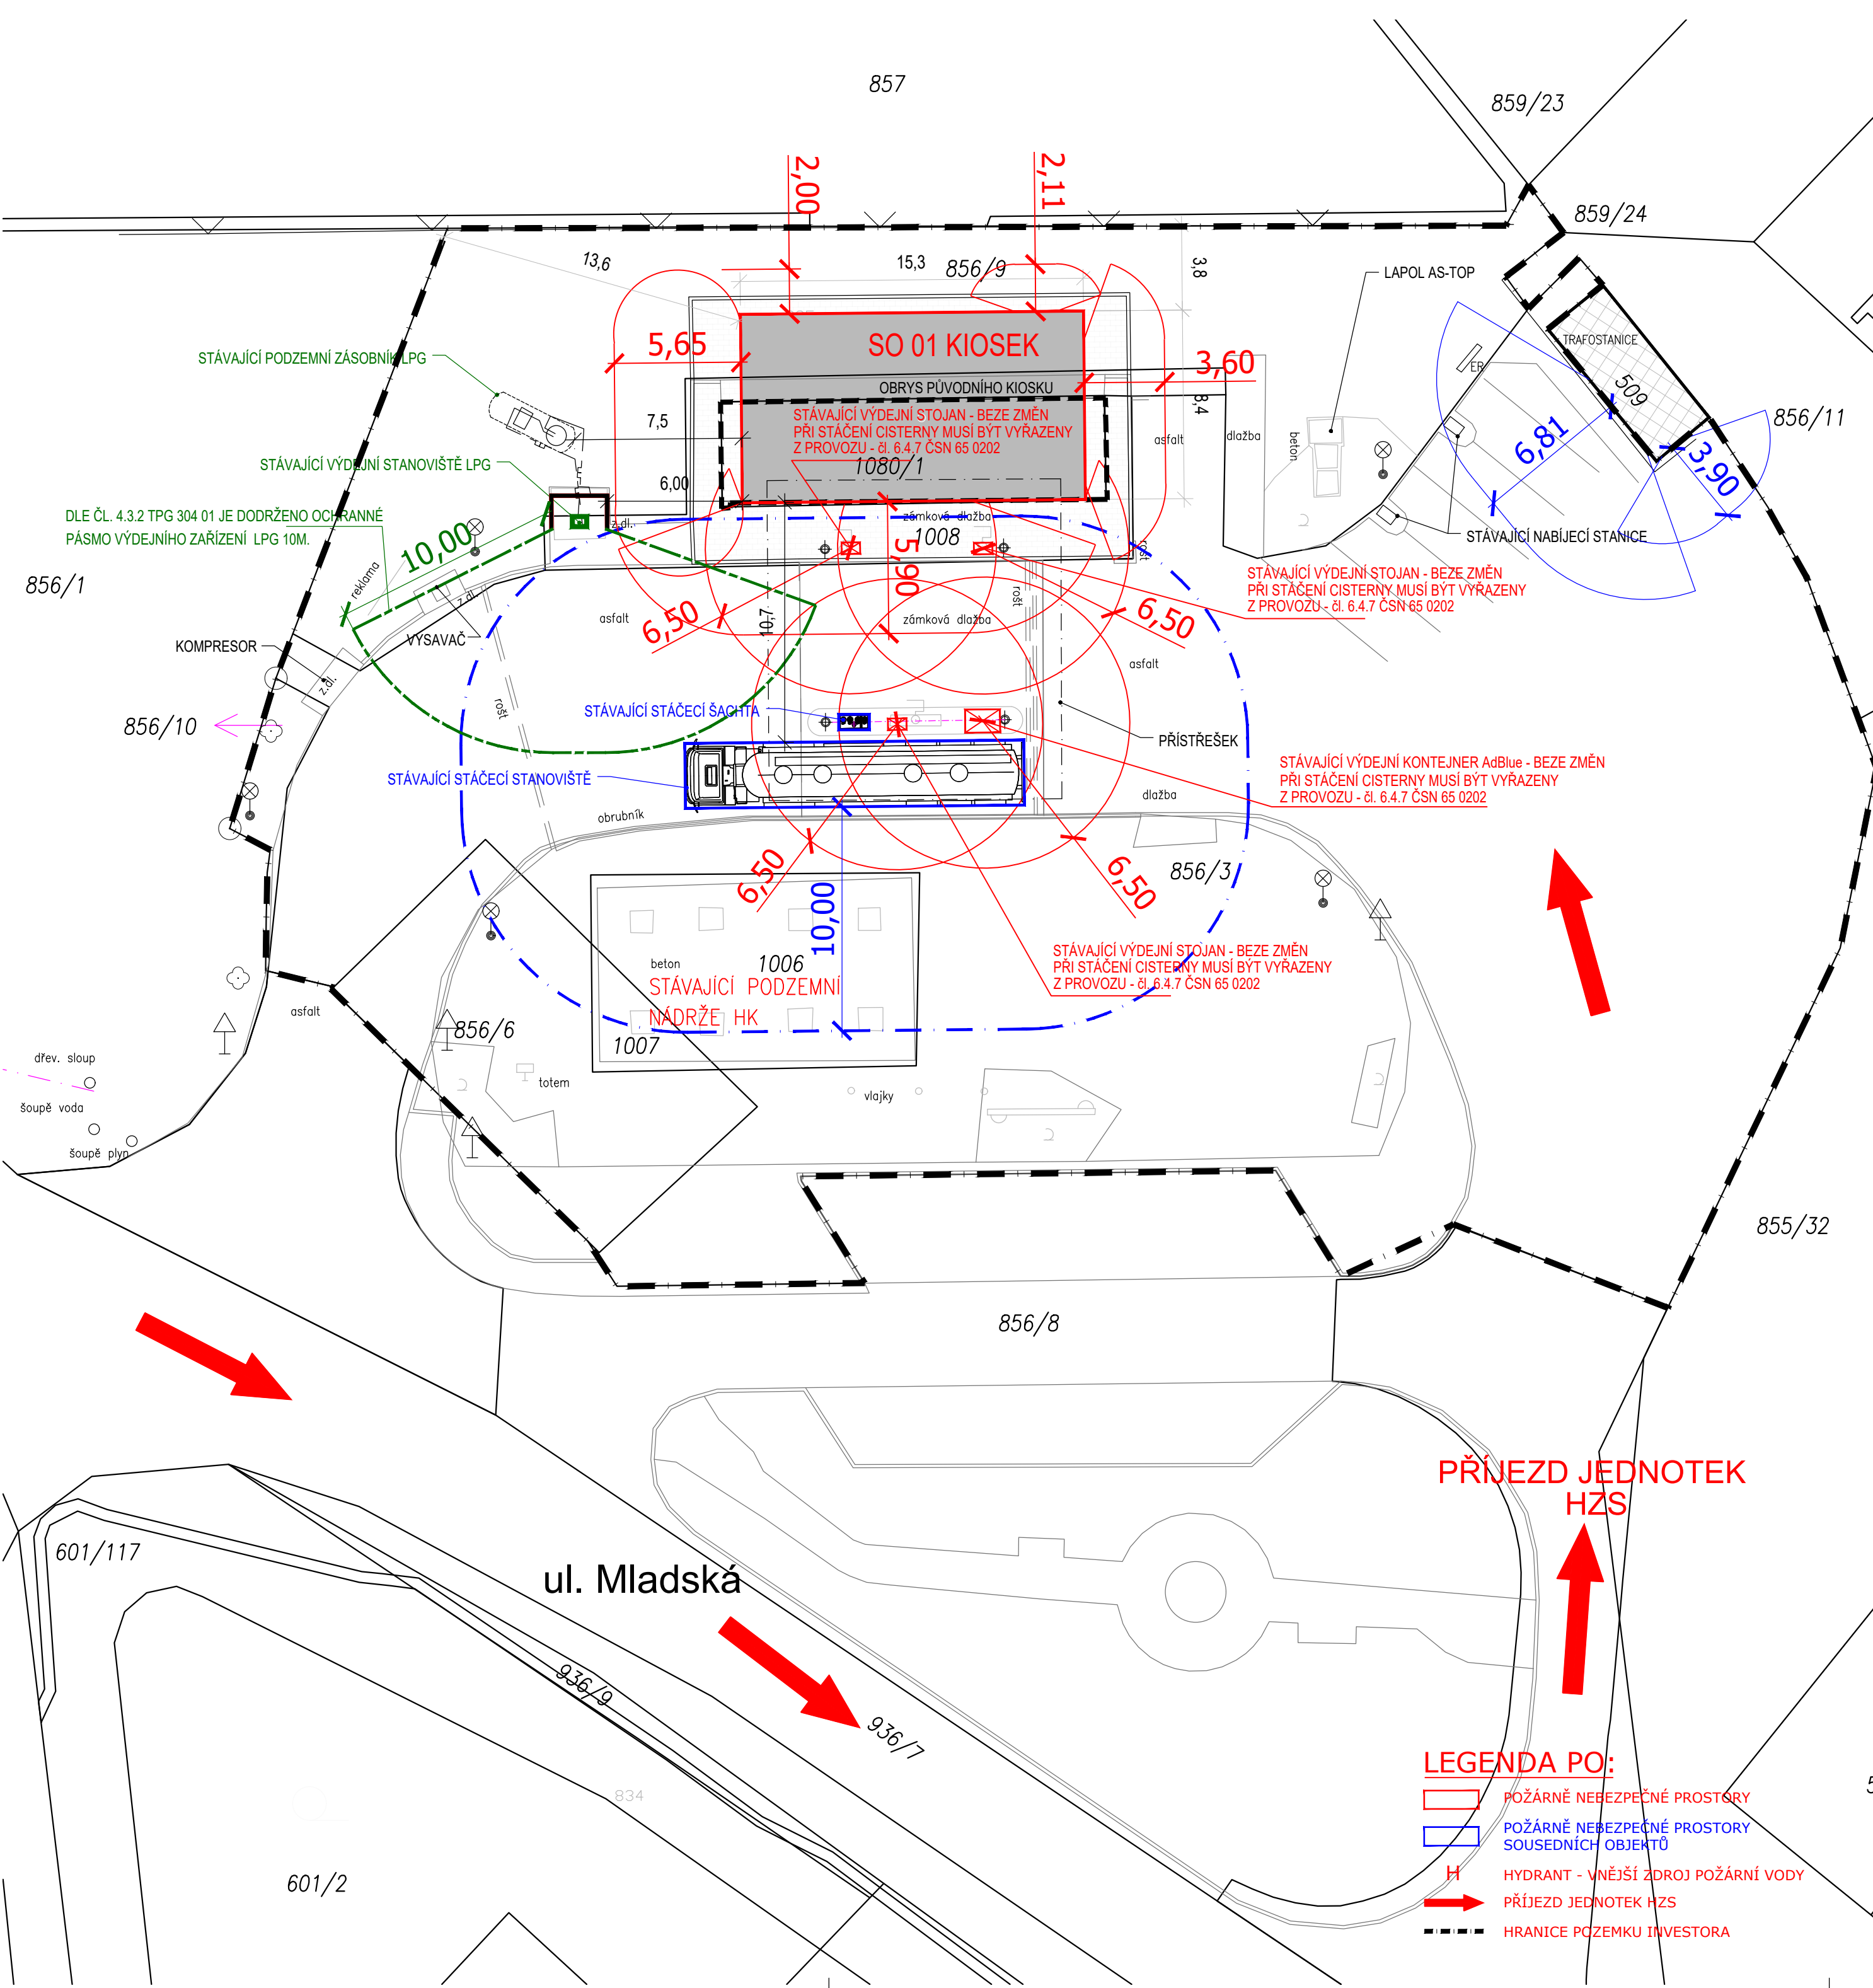 857
859/23
859/24
2,00
2,11
13,6
15,3
856/9
3,8
LAPOL AS-TOP
TRAFOSTANICE
ER
509
856/11
5,65
SO 01 KIOSEK
3,60
STÁVAJÍCÍ PODZEMNÍ ZÁSOBNÍK LPG
OBRYS PŮVODNÍHO KIOSKU
8,4
7,5
STÁVAJÍCÍ VÝDEJNÍ STOJAN - BEZE ZMĚN
PŘI STÁČENÍ CISTERNY MUSÍ BÝT VYŘAZENY
Z PROVOZU - čl. 6.4.7 ČSN 65 0202
1080/1
asfalt
dlažba
beton
6,81
3,90
STÁVAJÍCÍ VÝDEJNÍ STANOVIŠTĚ LPG
6,00
DLE ČL. 4.3.2 TPG 304 01 JE DODRŽENO OCHRANNÉ
PÁSMO VÝDEJNÍHO ZAŘÍZENÍ LPG 10M.
10,00
z.dl.
zámková dlažba
1008
rošt
STÁVAJÍCÍ NABÍJECÍ STANICE
5,90
856/1
reklama
z.dl.
STÁVAJÍCÍ VÝDEJNÍ STOJAN - BEZE ZMĚN
PŘI STÁČENÍ CISTERNY MUSÍ BÝT VYŘAZENY
Z PROVOZU - čl. 6.4.7 ČSN 65 0202
asfalt
6,50
10,7
zámková dlažba
rošt
6,50
KOMPRESOR
VYSAVAČ
asfalt
z.dl.
rošt
856/10
STÁVAJÍCÍ STÁČECÍ ŠACHTA
PŘÍSTŘEŠEK
STÁVAJÍCÍ STÁČECÍ STANOVIŠTĚ
STÁVAJÍCÍ VÝDEJNÍ KONTEJNER AdBlue - BEZE ZMĚN
PŘI STÁČENÍ CISTERNY MUSÍ BÝT VYŘAZENY
Z PROVOZU - čl. 6.4.7 ČSN 65 0202
dlažba
obrubník
6,50
10,00
6,50
856/3
beton
1006
STÁVAJÍCÍ PODZEMNÍ
NÁDRŽE HK
1007
STÁVAJÍCÍ VÝDEJNÍ STOJAN - BEZE ZMĚN
PŘI STÁČENÍ CISTERNY MUSÍ BÝT VYŘAZENY
Z PROVOZU - čl. 6.4.7 ČSN 65 0202
asfalt
856/6
dřev. sloup
totem
vlajky
šoupě voda
šoupě plyn
855/32
856/8
PŘÍJEZD JEDNOTEK
HZS
601/117
ul. Mladská
936/9
936/7
834
601/2
LEGENDA PO:
POŽÁRNĚ NEBEZPEČNÉ PROSTORY
POŽÁRNĚ NEBEZPEČNÉ PROSTORY
SOUSEDNÍCH OBJEKTŮ
H HYDRANT - VNĚJŠÍ ZDROJ POŽÁRNÍ VODY
PŘÍJEZD JEDNOTEK HZS
HRANICE POZEMKU INVESTORA